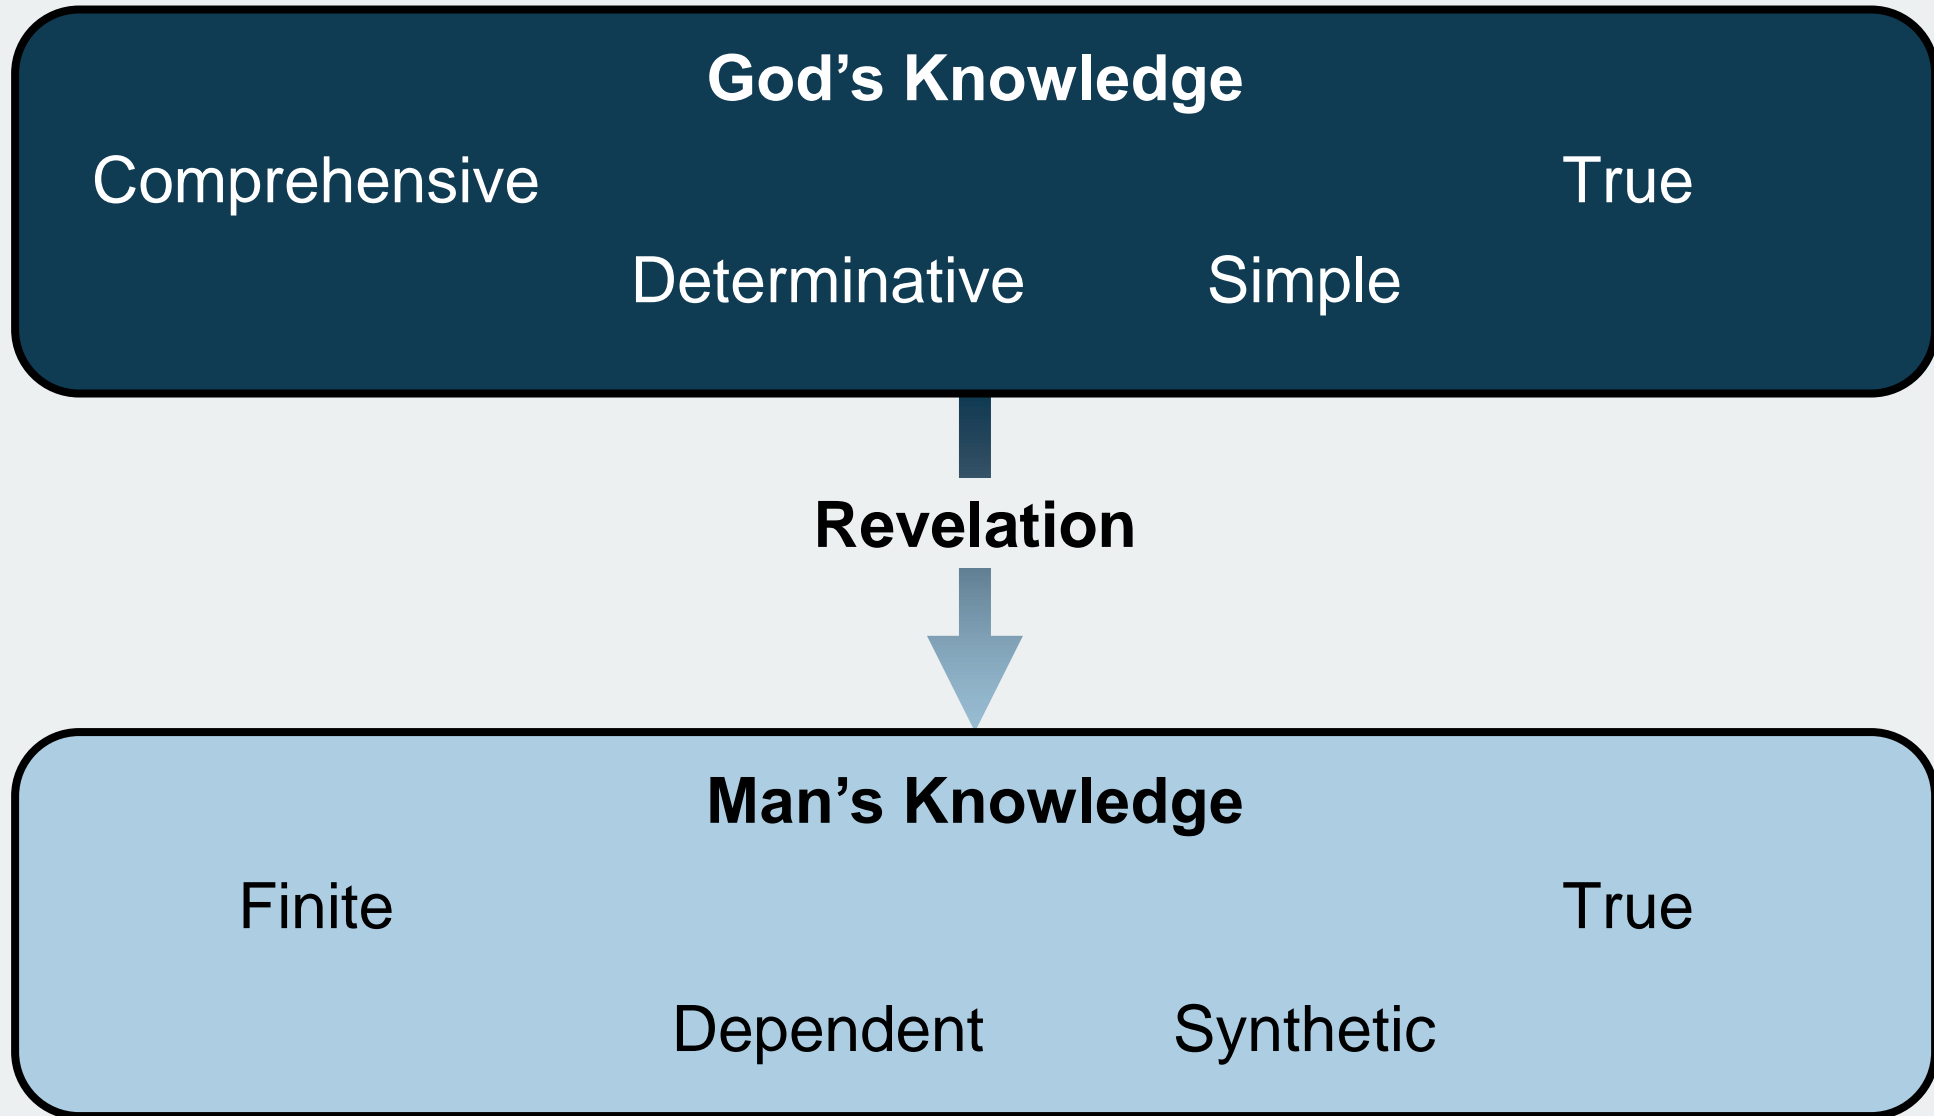 God’s Knowledge
Comprehensive True
Determinative Simple
Revelation
Man’s Knowledge
Finite True
Dependent Synthetic